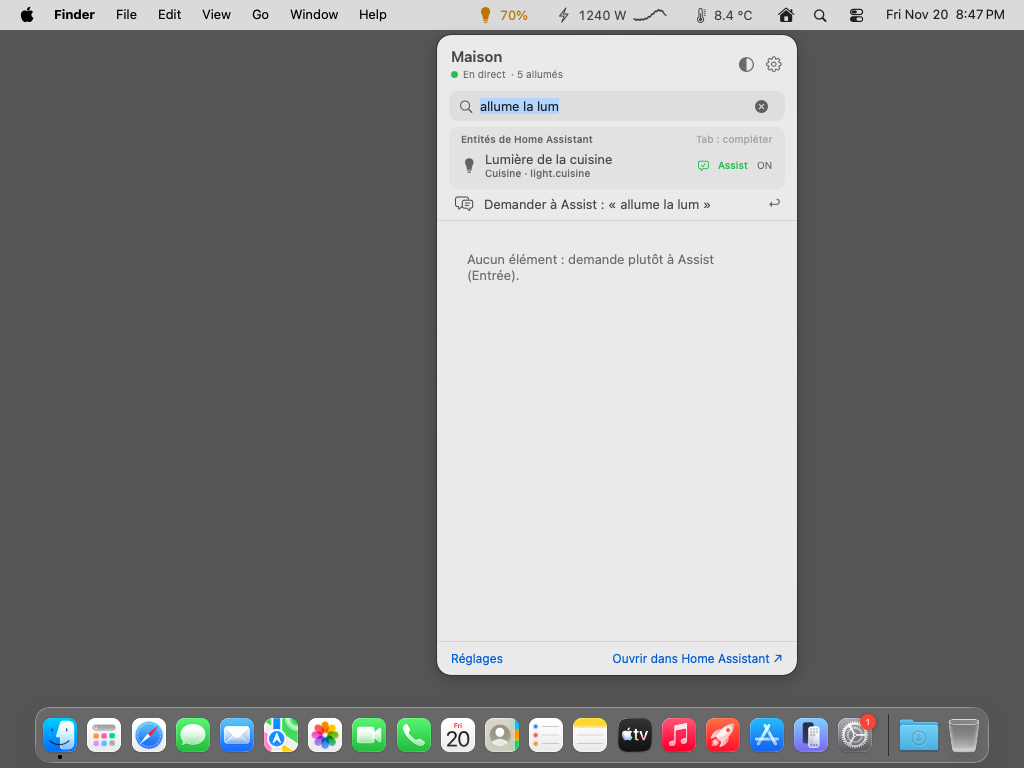 Finder File Edit View Go Window Help 70% 1240 W 8.4 °C Fri Nov 20 8:47 PM
Maison
En direct · 5 allumés
allume la lum
Entités de Home Assistant Tab : compléter
Lumière de la cuisine
Cuisine · light.cuisine
Assist ON
Demander à Assist : « allume la lum »
Aucun élément : demande plutôt à Assist
(Entrée).
Réglages Ouvrir dans Home Assistant
Fri
20
tv
1